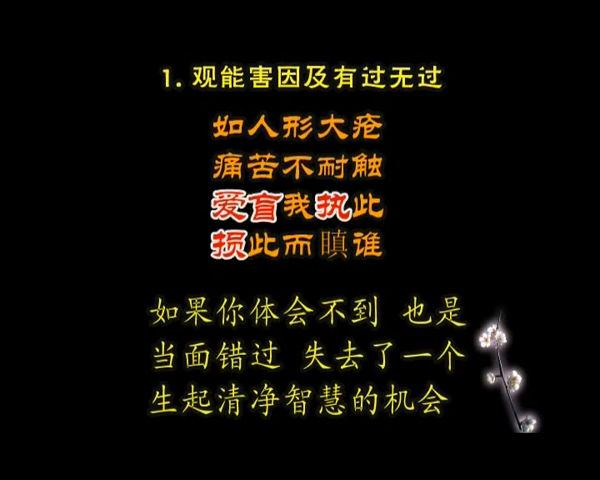 1. 观能害因及有过无过
如人形大疮
痛苦不耐触
爱盲我执此
损此而瞋谁
如果你体会不到 也是
当面错过 失去了一个
生起清净智慧的机会